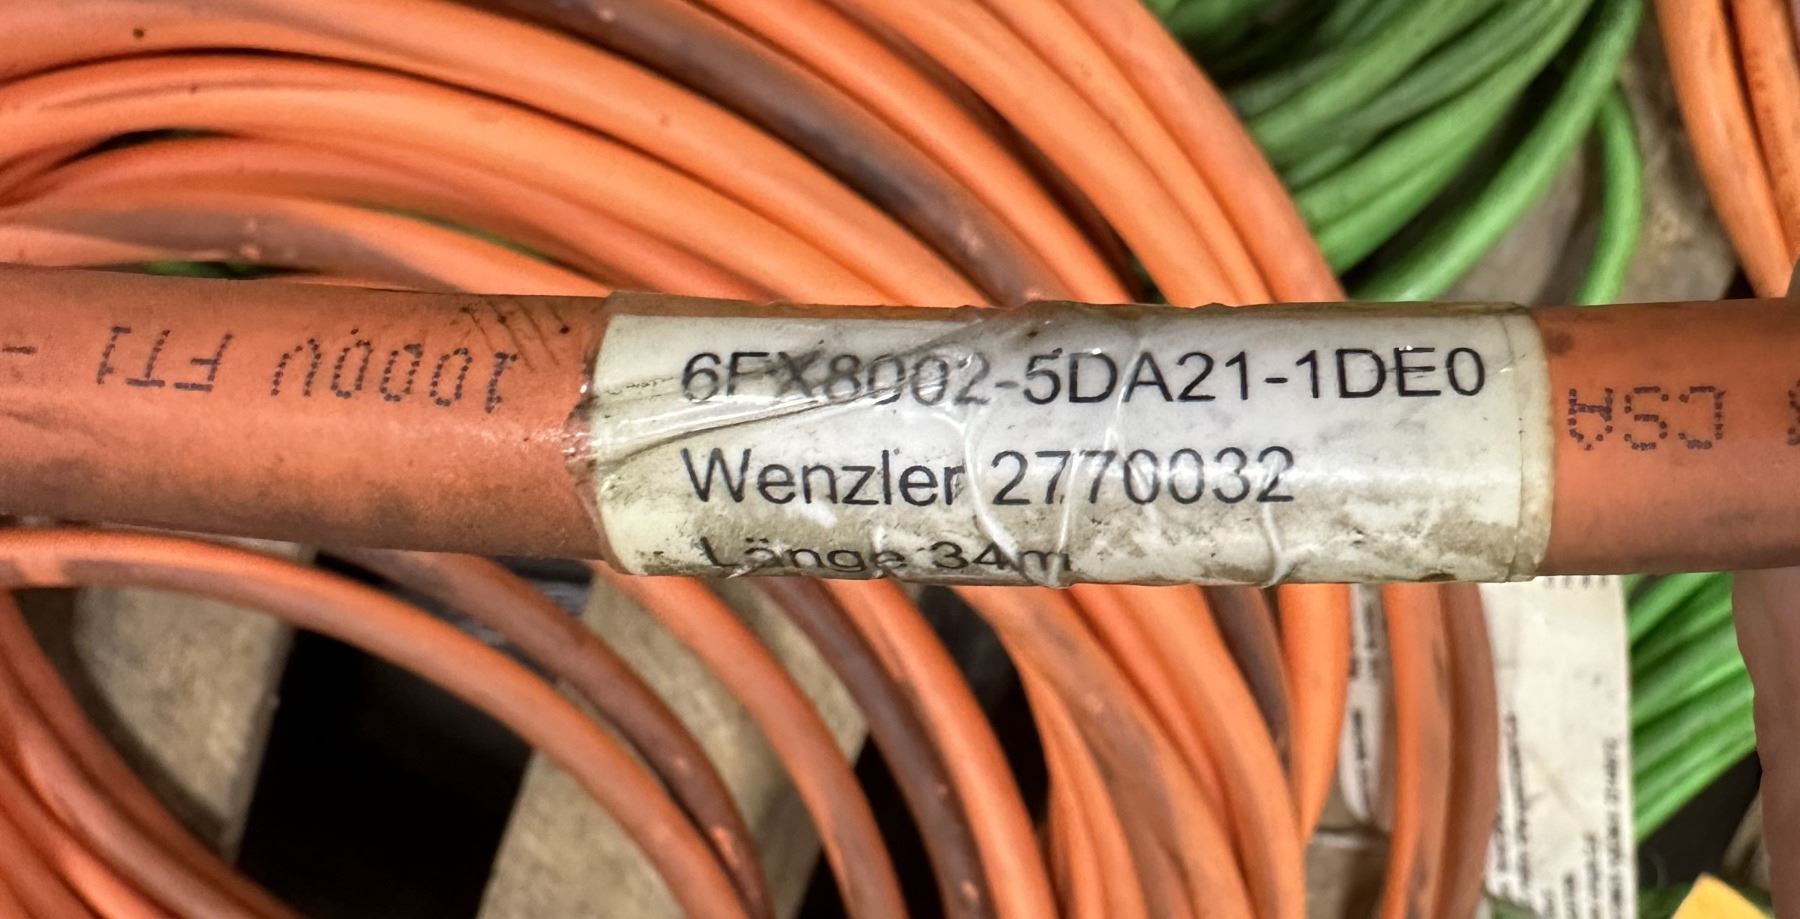 1000V FT1 -
6FX8002-5DA21-1DE0
Wenzler 2770032
Länge 34m
CSA